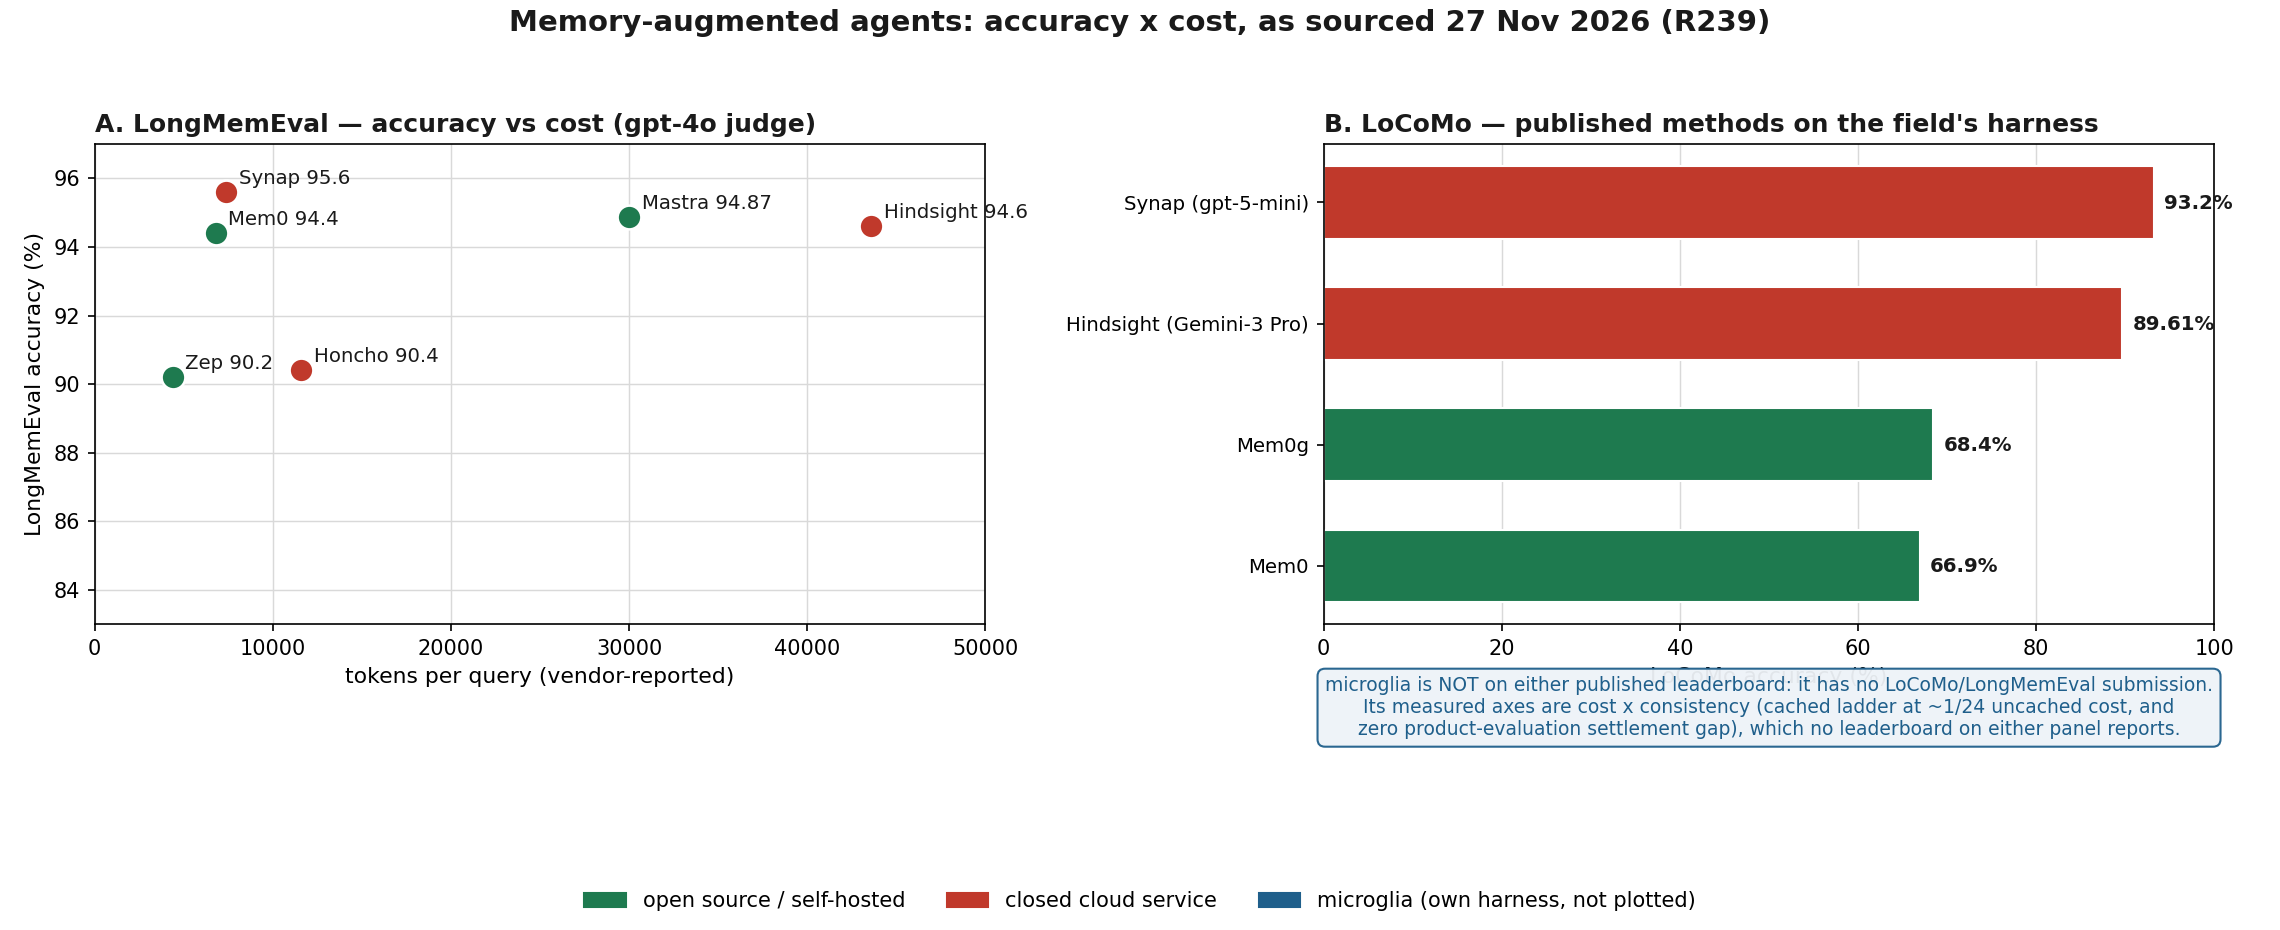 Memory-augmented agents: accuracy x cost, as sourced 27 Nov 2026 (R239)
A. LongMemEval — accuracy vs cost (gpt-4o judge)
LongMemEval accuracy (%)
96
94
92
90
88
86
84
Synap 95.6
Mem0 94.4
Mastra 94.87
Hindsight 94.6
Zep 90.2
Honcho 90.4
0
10000
20000
30000
40000
50000
tokens per query (vendor-reported)
B. LoCoMo — published methods on the field's harness
Synap (gpt-5-mini)
93.2%
Hindsight (Gemini-3 Pro)
89.61%
Mem0g
68.4%
Mem0
66.9%
0
20
40
60
80
100
LoCoMo accuracy (%)
microglia is NOT on either published leaderboard: it has no LoCoMo/LongMemEval submission.
Its measured axes are cost x consistency (cached ladder at ~1/24 uncached cost, and
zero product-evaluation settlement gap), which no leaderboard on either panel reports.
open source / self-hosted
closed cloud service
microglia (own harness, not plotted)